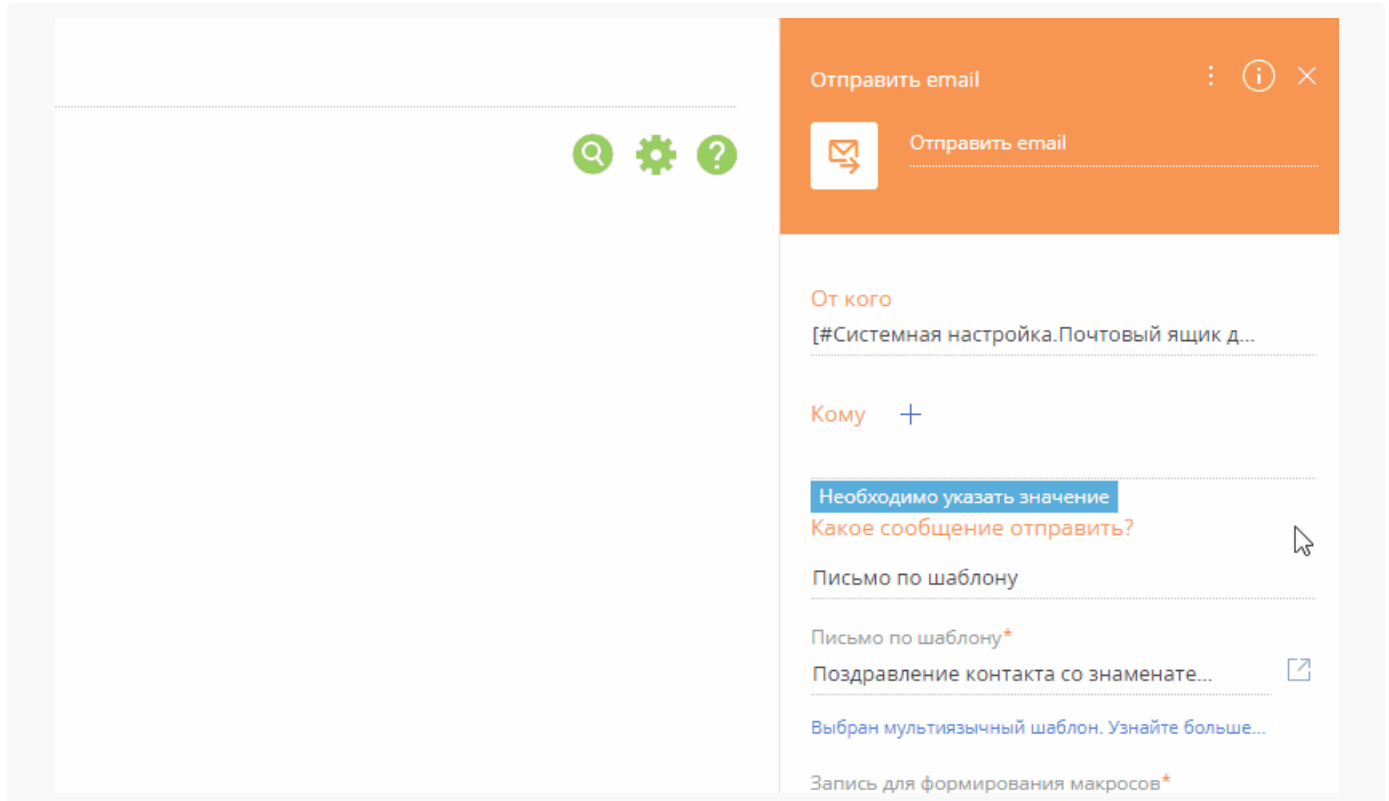 Отправить email
Отправить email
От кого
[#Системная настройка.Почтовый ящик д...
Кому
Необходимо указать значение
Какое сообщение отправить?
Письмо по шаблону
Письмо по шаблону*
Поздравление контакта со знаменате...
Выбран мультиязычный шаблон. Узнайте больше...
Запись для формирования макросов*